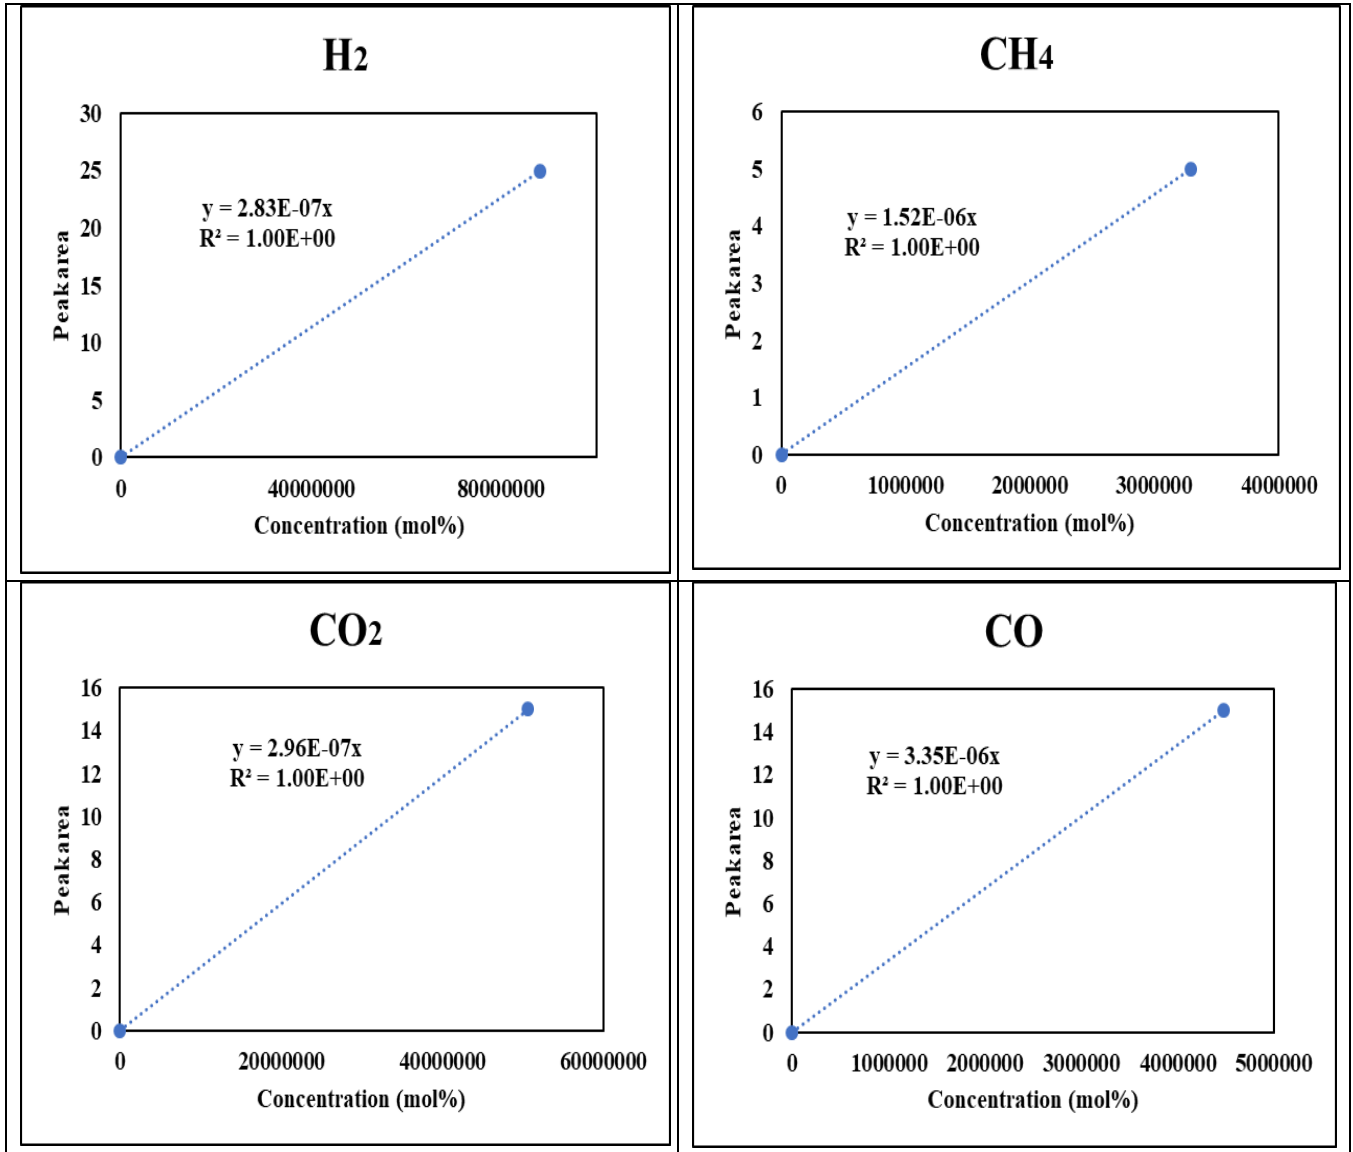 H2
30
25
20
15
10
5
0
y = 2.83E-07x
R² = 1.00E+00
Peakarea
0 40000000 80000000
Concentration (mol%)
CH4
6
5
4
3
2
1
0
y = 1.52E-06x
R² = 1.00E+00
Peakarea
0 1000000 2000000 3000000 4000000
Concentration (mol%)
CO2
16
14
12
10
8
6
4
2
0
y = 2.96E-07x
R² = 1.00E+00
Peakarea
0 20000000 40000000 60000000
Concentration (mol%)
CO
16
14
12
10
8
6
4
2
0
y = 3.35E-06x
R² = 1.00E+00
Peakarea
0 1000000 2000000 3000000 4000000 5000000
Concentration (mol%)